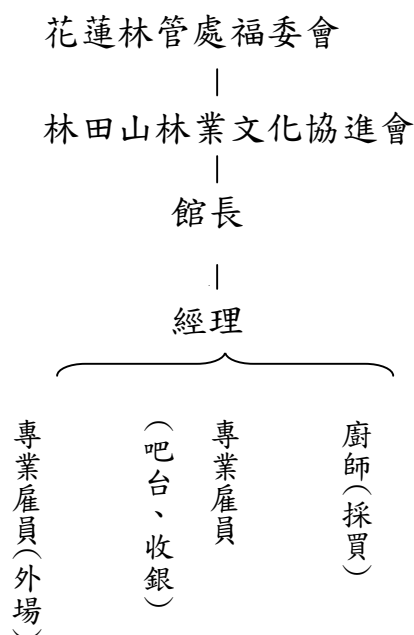 花蓮林管處福委會
林田山林業文化協進會
館長
經理
廚師(採買)
專業雇員
(吧台、收銀)
專業雇員(外場)